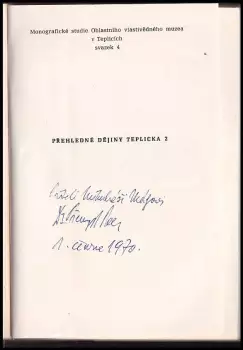 Monografické studie Oblastního vlastivědného muzea
v Teplicích
svazek 4
PŘEHLEDNÉ DĚJINY TEPLICKA 2
1. června 1970.